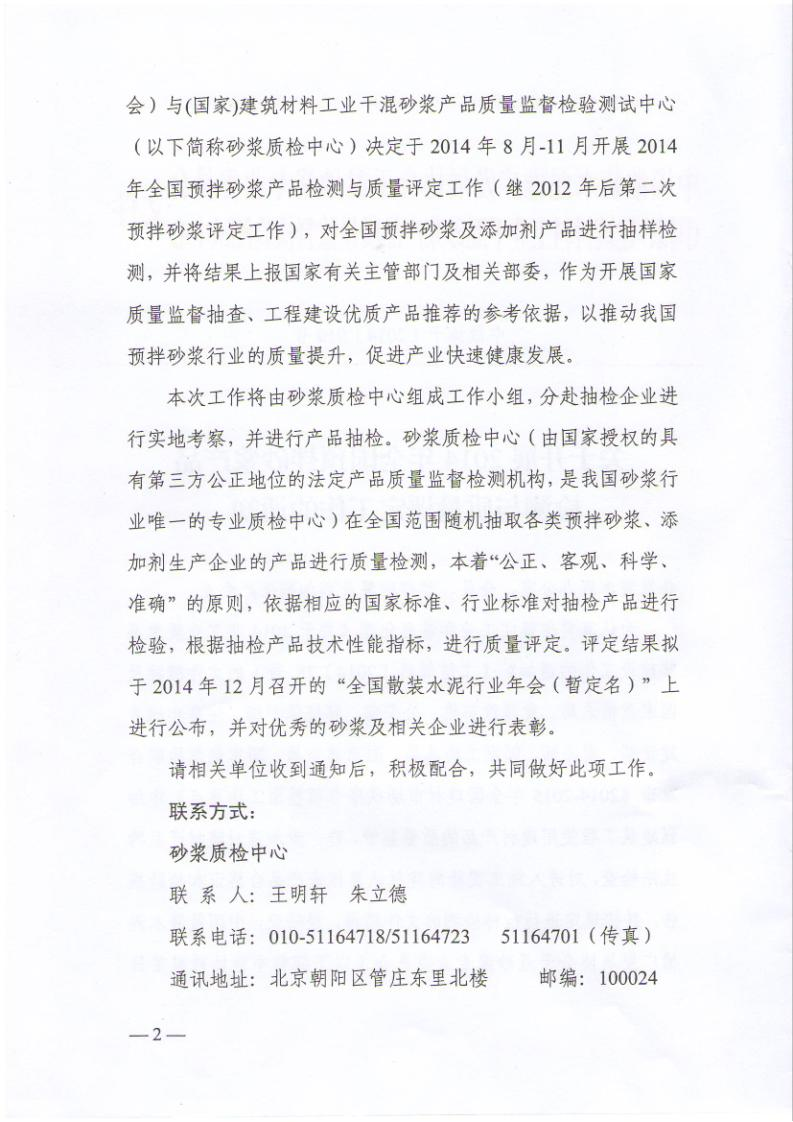 会）与(国家)建筑材料工业干混砂浆产品质量监督检验测试中心
（以下简称砂浆质检中心）决定于 2014 年 8 月-11 月开展 2014
年全国预拌砂浆产品检测与质量评定工作（继 2012 年后第二次
预拌砂浆评定工作），对全国预拌砂浆及添加剂产品进行抽样检
测，并将结果上报国家有关主管部门及相关部委，作为开展国家
质量监督抽查、工程建设优质产品推荐的参考依据，以推动我国
预拌砂浆行业的质量提升，促进产业快速健康发展。
本次工作将由砂浆质检中心组成工作小组，分赴抽检企业进
行实地考察，并进行产品抽检。砂浆质检中心（由国家授权的具
有第三方公正地位的法定产品质量监督检测机构，是我国砂浆行
业唯一的专业质检中心）在全国范围随机抽取各类预拌砂浆、添
加剂生产企业的产品进行质量检测，本着“公正、客观、科学、
准确”的原则，依据相应的国家标准、行业标准对抽检产品进行
检验，根据抽检产品技术性能指标，进行质量评定。评定结果拟
于 2014 年 12 月召开的“全国散装水泥行业年会（暂定名）”上
进行公布，并对优秀的砂浆及相关企业进行表彰。
请相关单位收到通知后，积极配合，共同做好此项工作。
联系方式：
砂浆质检中心
联 系 人：王明轩 朱立德
联系电话：010-51164718/51164723 51164701（传真）
通讯地址：北京朝阳区管庄东里北楼 邮编：100024
—2—